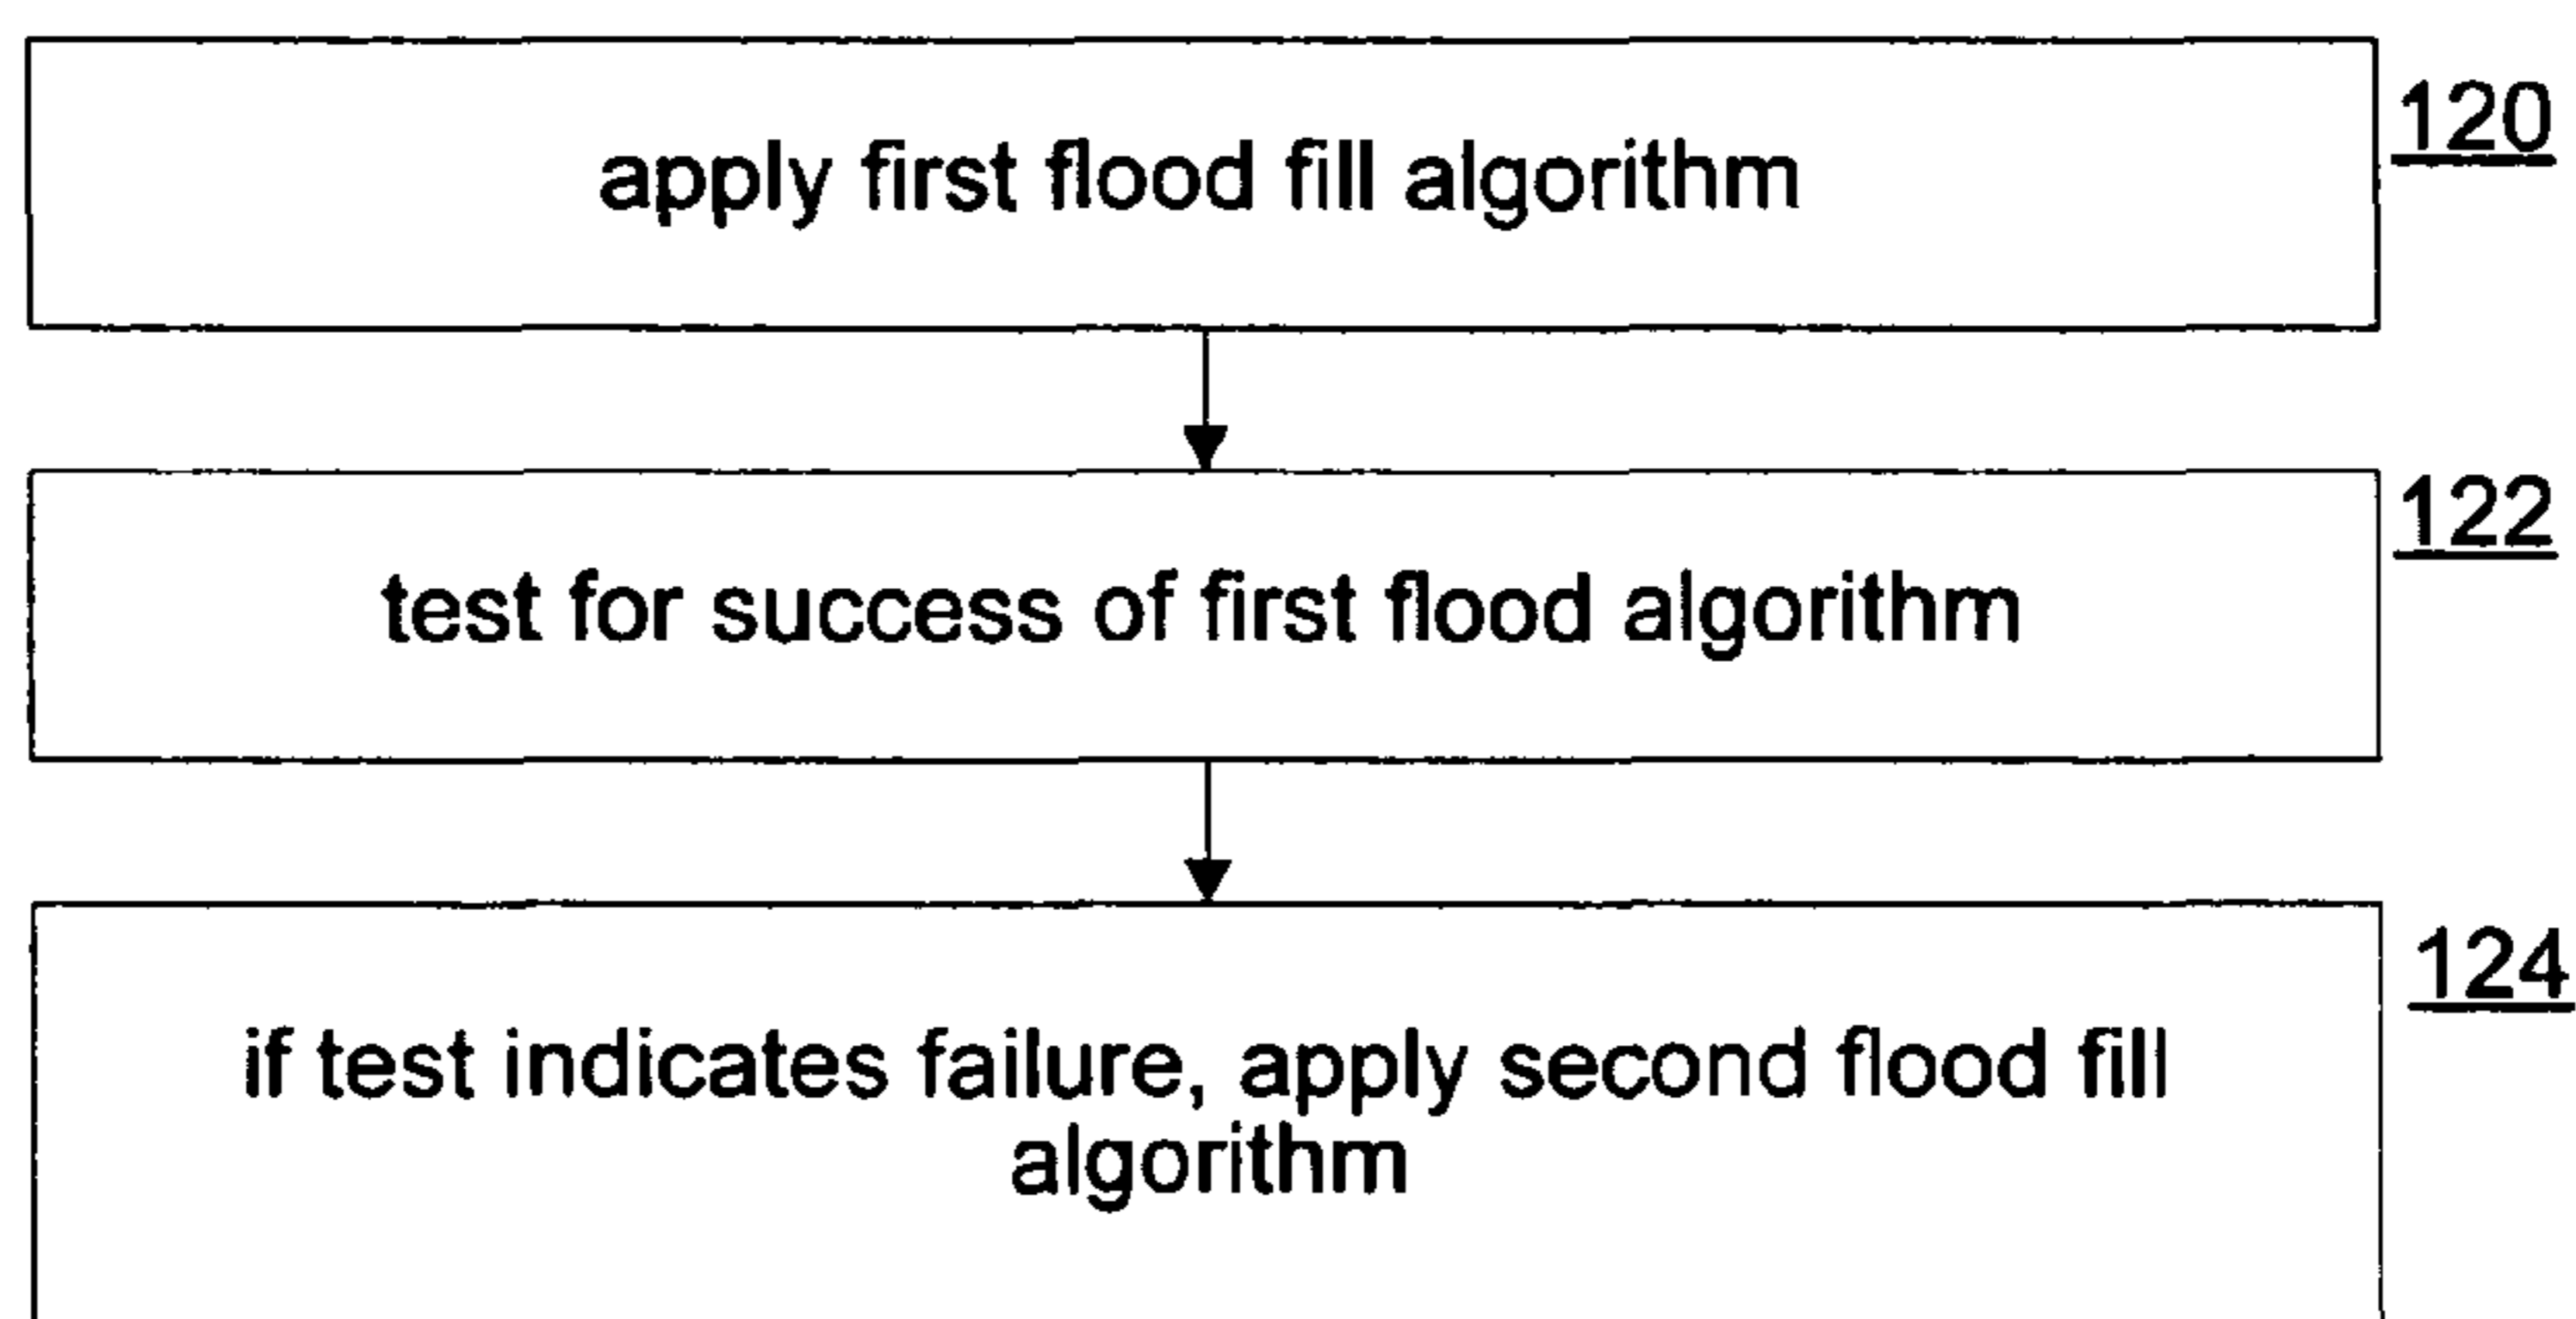 apply first flood fill algorithm
120
test for success of first flood algorithm
122
if test indicates failure, apply second flood fill
algorithm
124